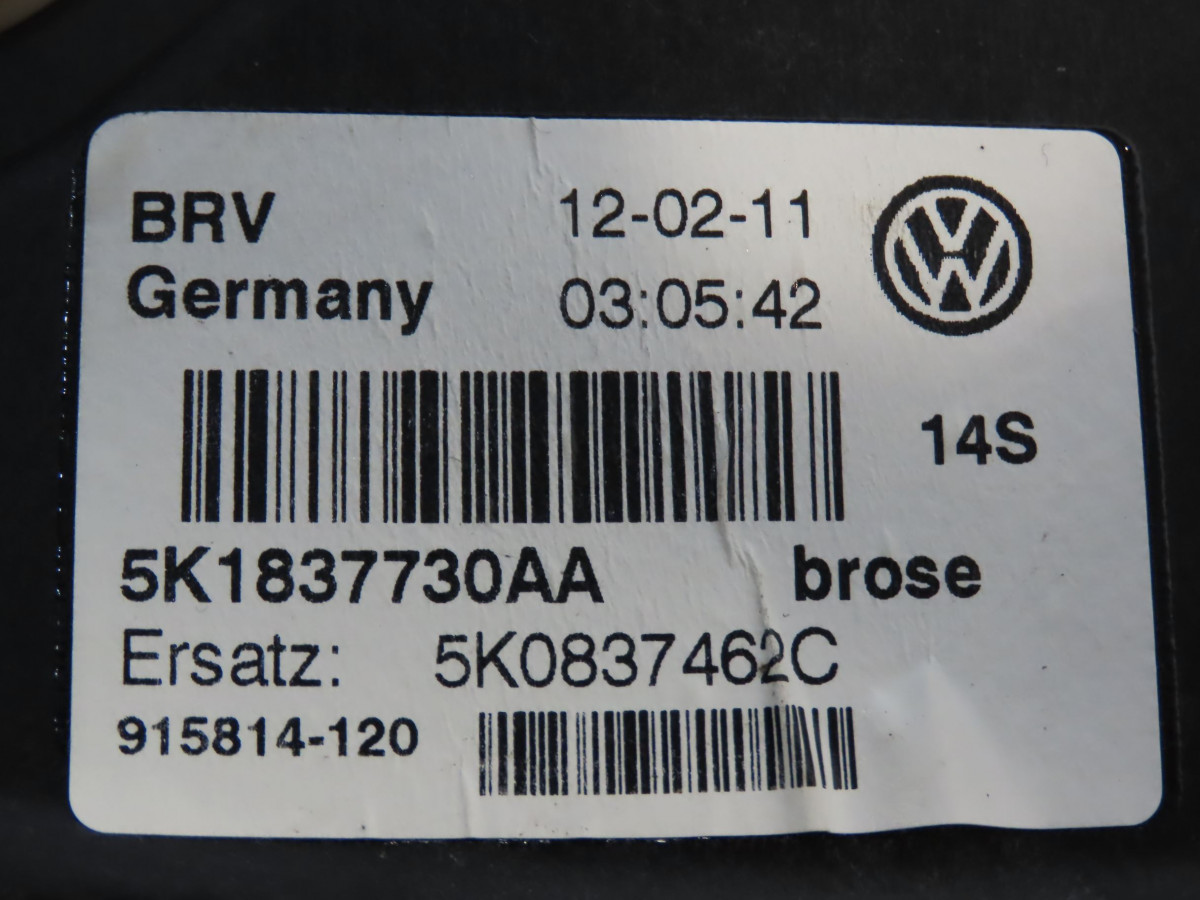 BRV 12-02-11
Germany 03:05:42
14S
5K1837730AA brose
Ersatz: 5K0837462C
915814-120